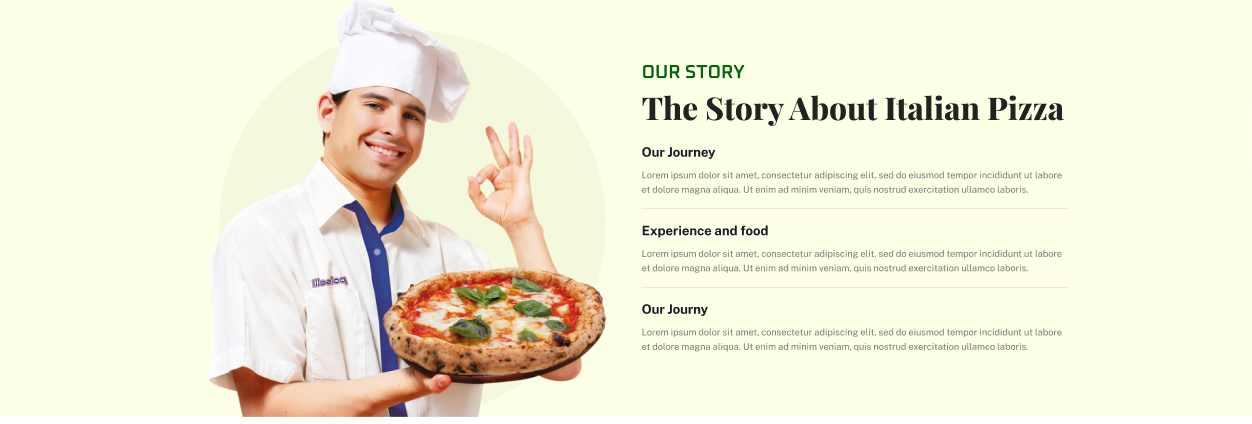 OUR STORY
The Story About Italian Pizza
Our Journey
Lorem ipsum dolor sit amet, consectetur adipiscing elit, sed do eiusmod tempor incididunt ut labore
et dolore magna aliqua. Ut enim ad minim veniam, quis nostrud exercitation ullamco laboris.
Experience and food
Lorem ipsum dolor sit amet, consectetur adipiscing elit, sed do eiusmod tempor incididunt ut labore
et dolore magna aliqua. Ut enim ad minim veniam, quis nostrud exercitation ullamco laboris.
Our Journy
Lorem ipsum dolor sit amet, consectetur adipiscing elit, sed do eiusmod tempor incididunt ut labore
et dolore magna aliqua. Ut enim ad minim veniam, quis nostrud exercitation ullamco laboris.